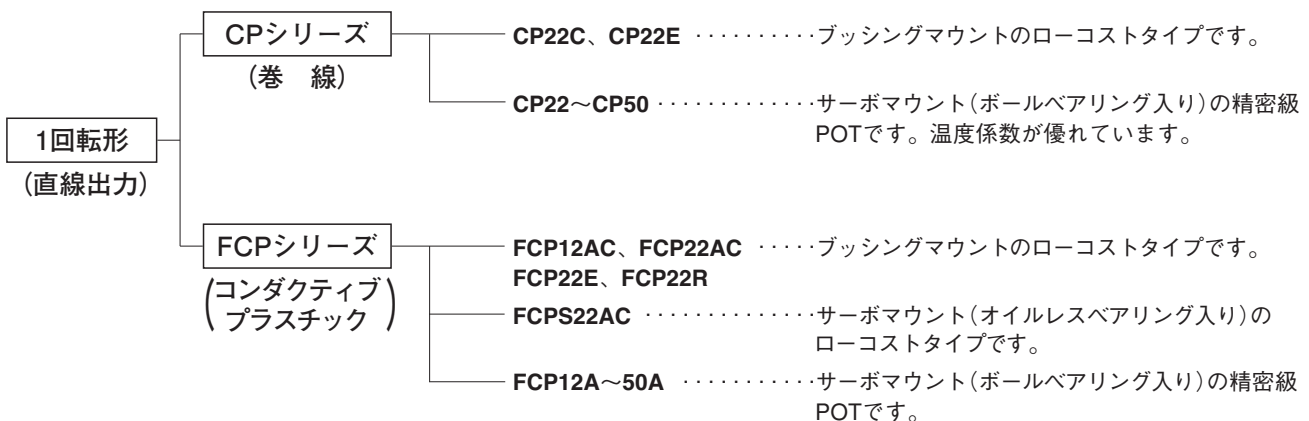 CPシリーズ
(巻 線)
CP22C、CP22E ··········ブッシングマウントのローコストタイプです。
CP22～CP50 ··············サーボマウント(ボールベアリング入り)の精密級
POTです。温度係数が優れています。
1回転形
(直線出力)
FCPシリーズ
(コンダクティブ
プラスチック)
FCP12AC、FCP22AC ·····ブッシングマウントのローコストタイプです。
FCP22E、FCP22R
FCPS22AC ··············サーボマウント(オイルレスベアリング入り)の
ローコストタイプです。
FCP12A～50A ···········サーボマウント(ボールベアリング入り)の精密級
POTです。